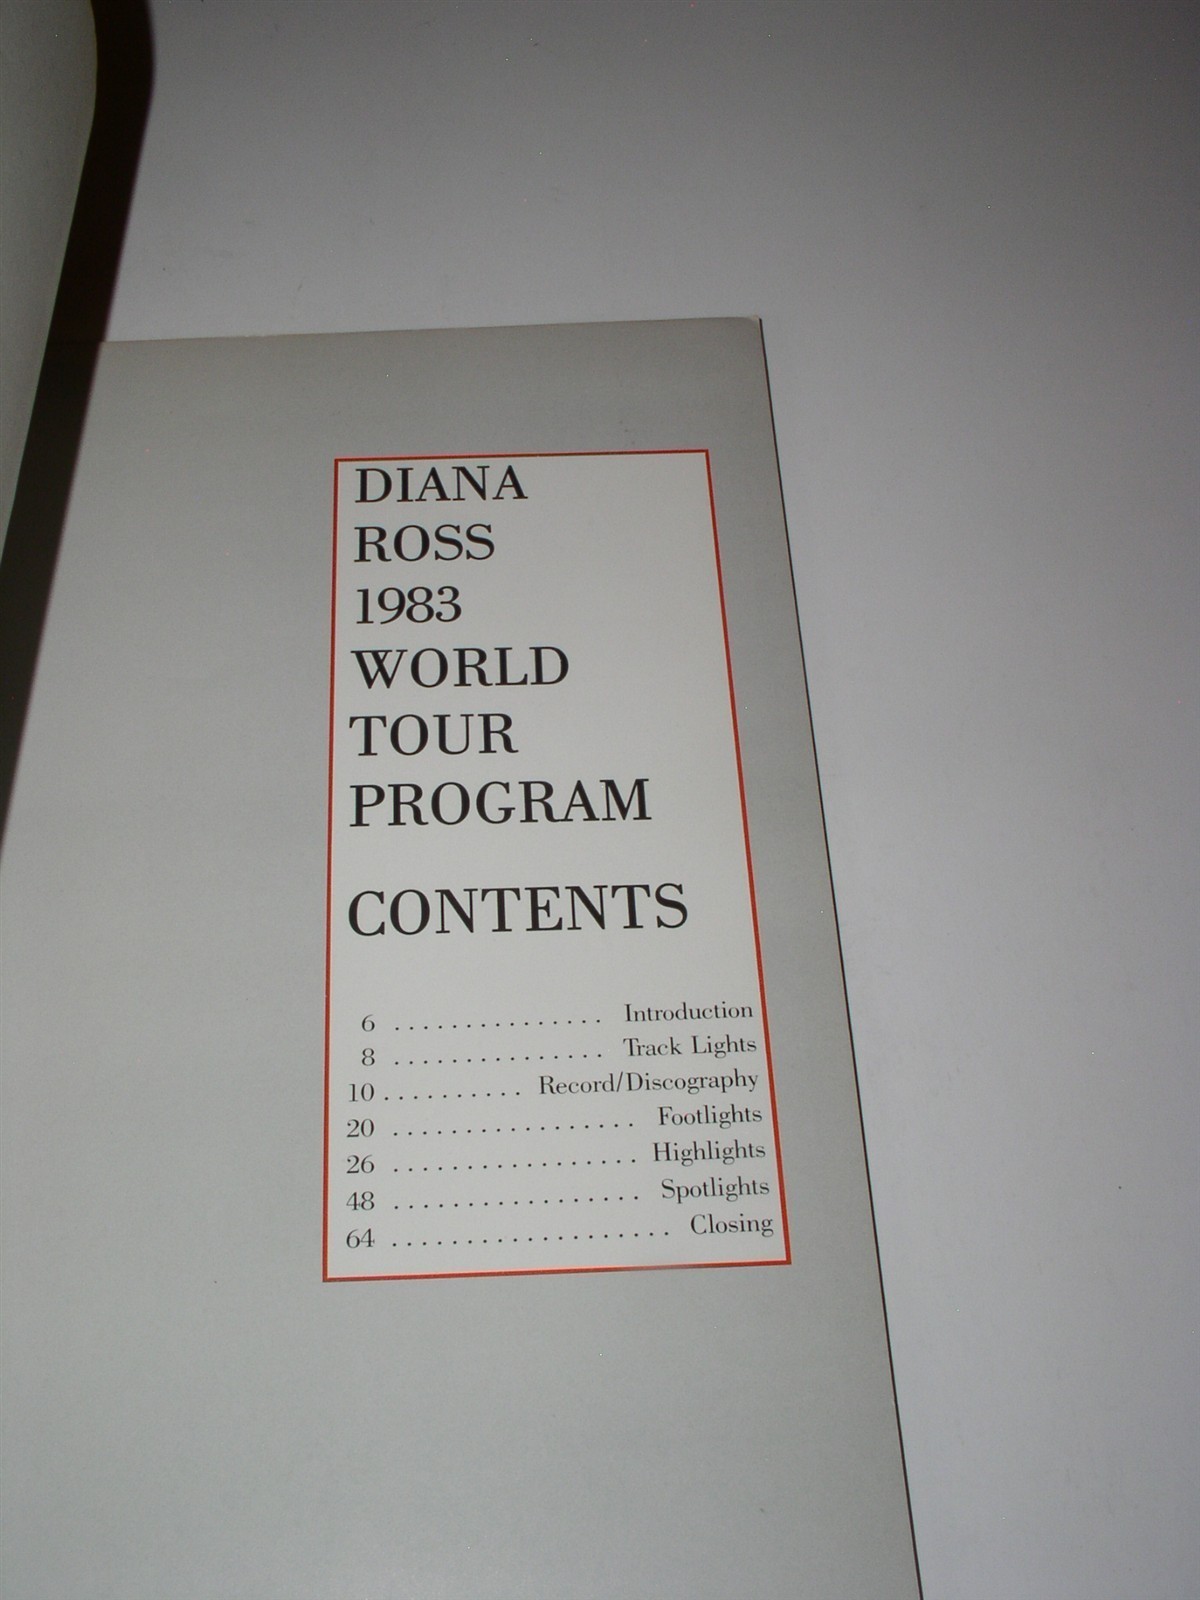 DIANA
ROSS
1983
WORLD
TOUR
PROGRAM
CONTENTS
6 ............... Introduction
8 ............... Track Lights
10 .......... Record/Discography
20 ................. Footlights
26 ................. Highlights
48 ................. Spotlights
64 .................... Closing